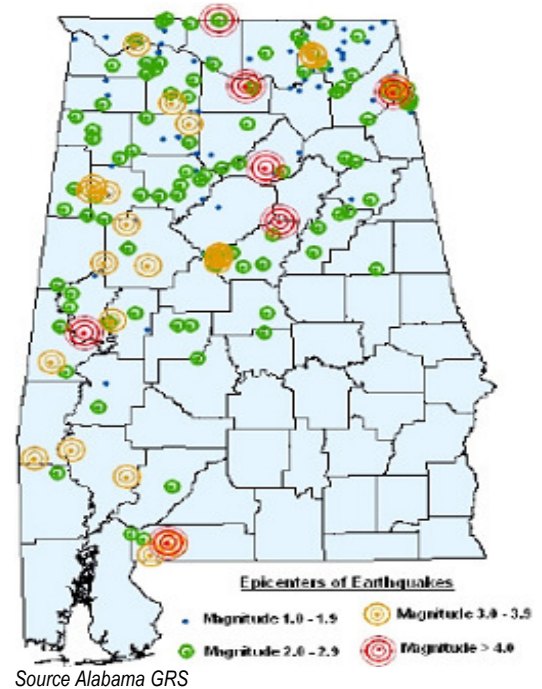 Epicenters of Earthquakes
Magnitude 1.0 - 1.9
Magnitude 3.0 - 3.9
Magnitude 2.0 - 2.9
Magnitude > 4.0
Source Alabama GRS